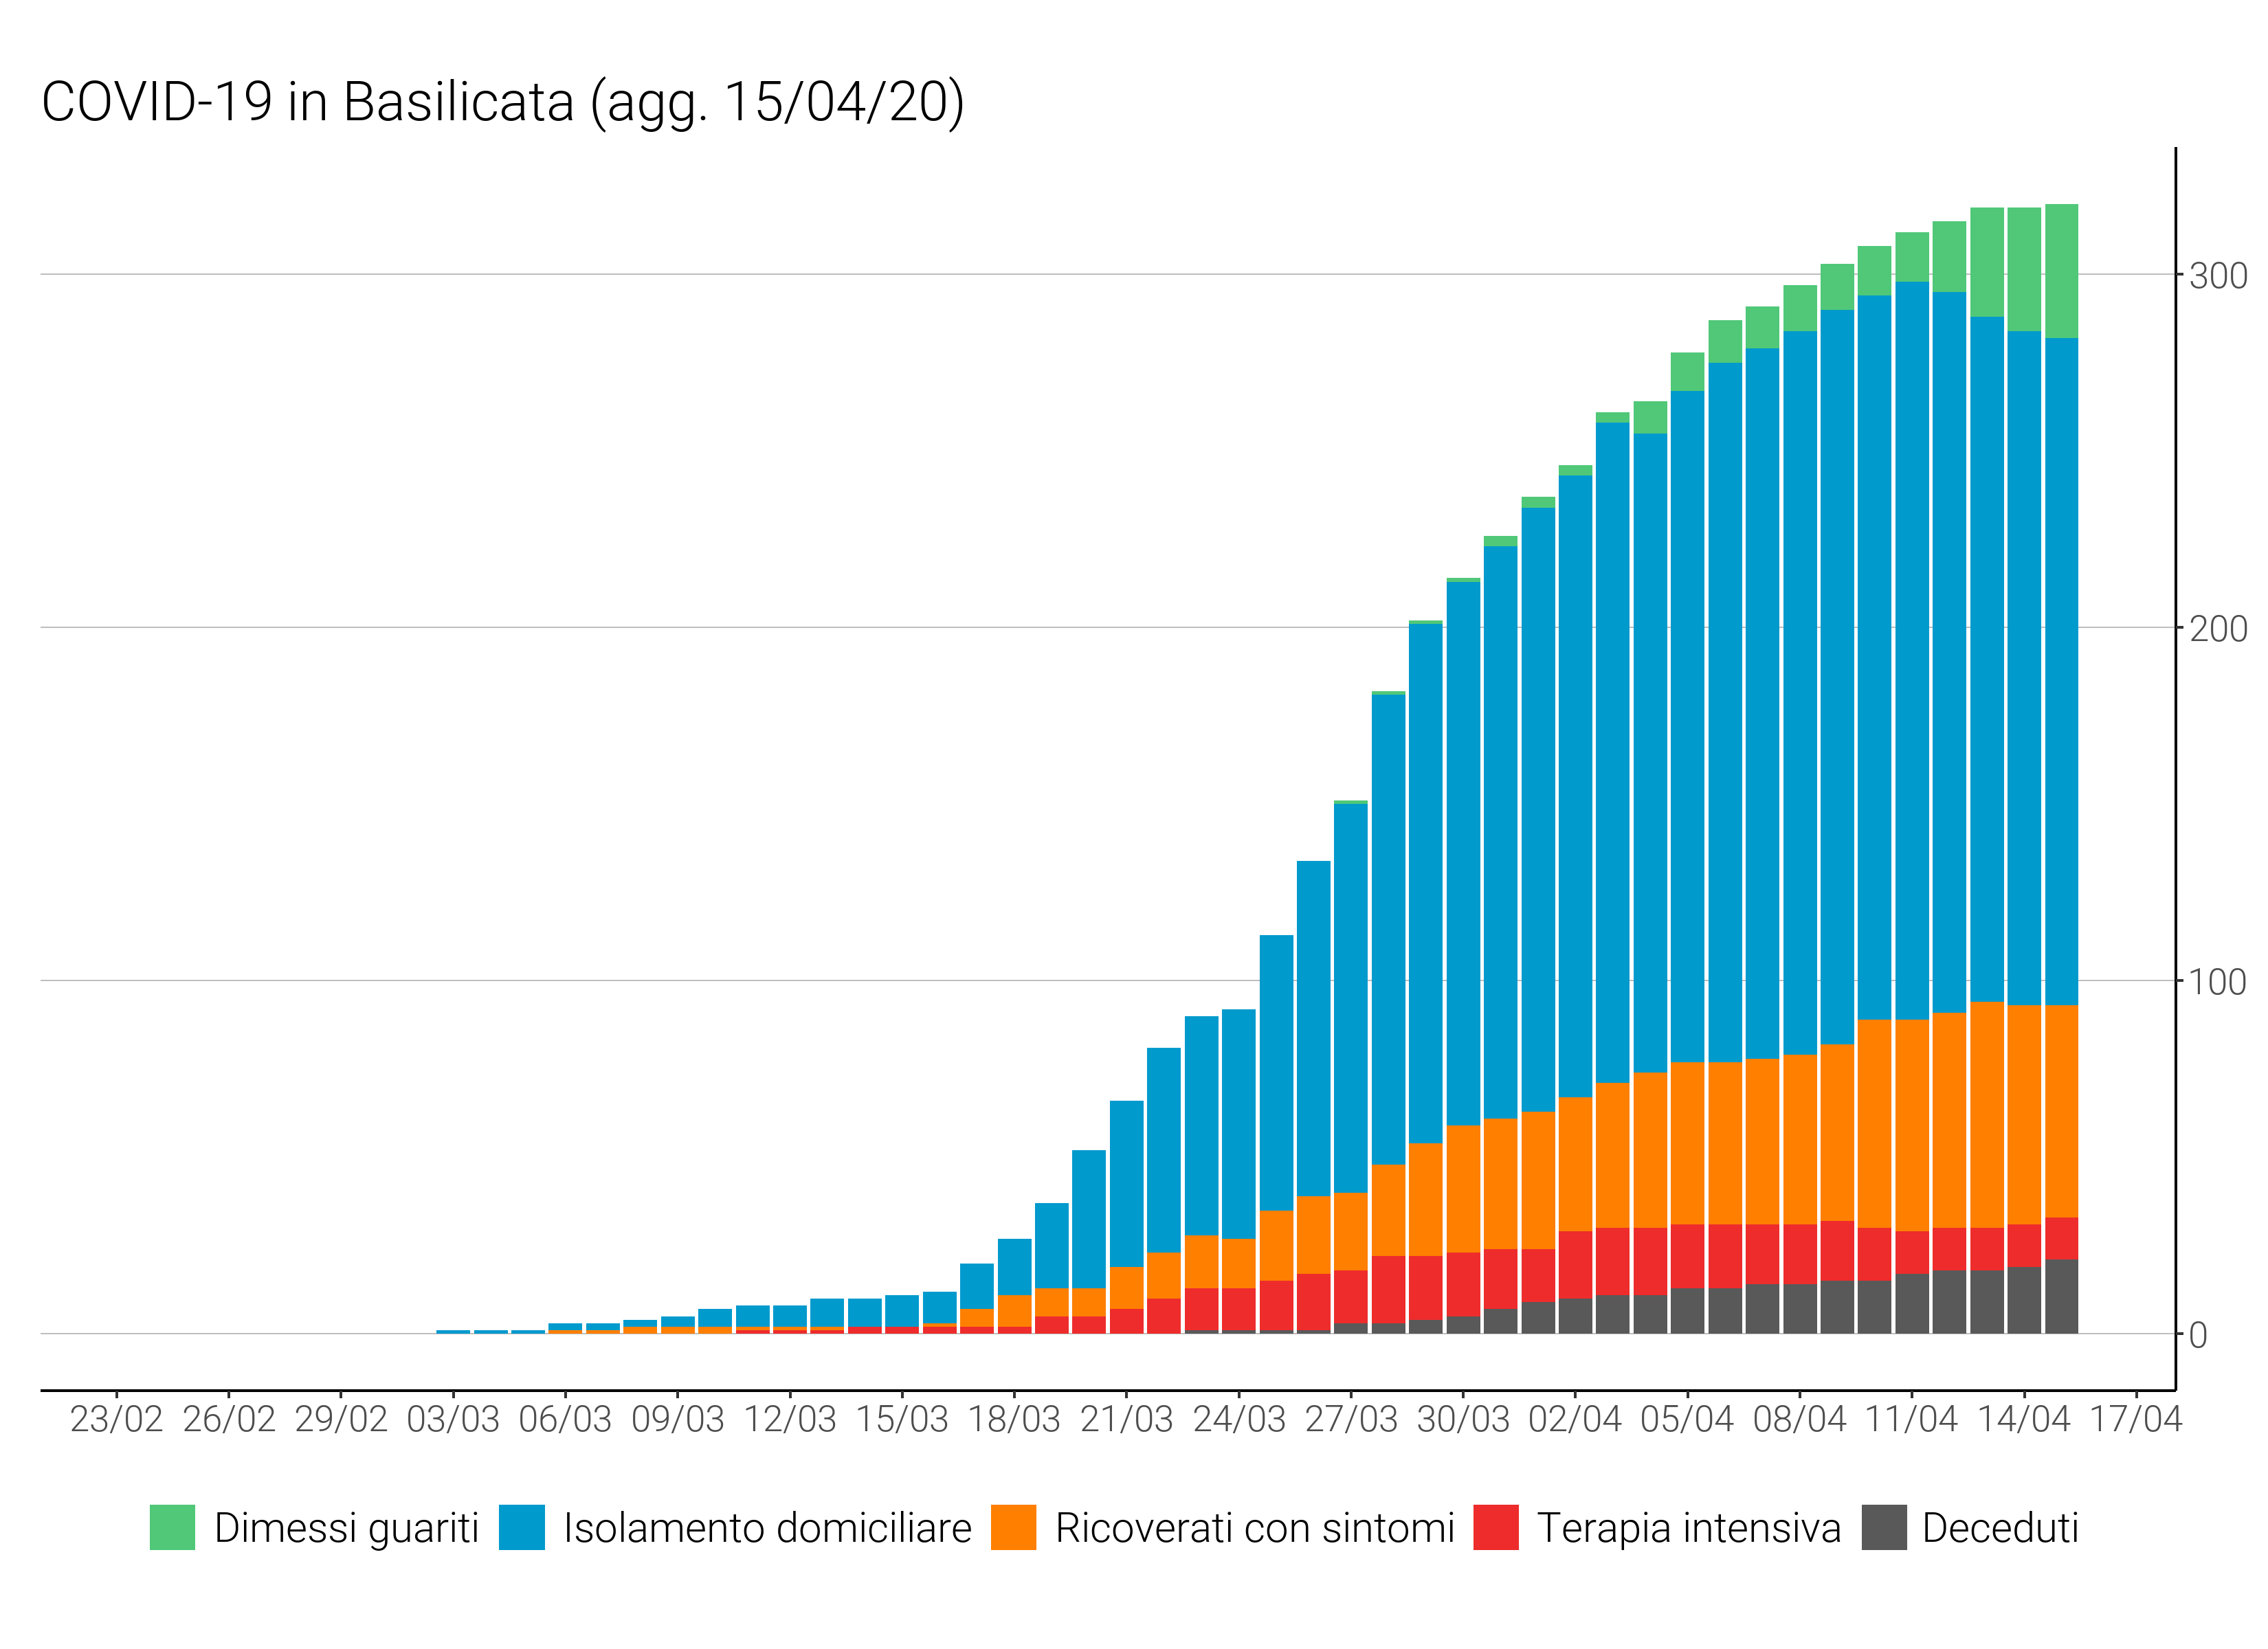 COVID-19 in Basilicata (agg. 15/04/20)
300
200
100
0
23/02 26/02 29/02 03/03 06/03 09/03 12/03 15/03 18/03 21/03 24/03 27/03 30/03 02/04 05/04 08/04 11/04 14/04 17/04
Dimessi guariti Isolamento domiciliare Ricoverati con sintomi Terapia intensiva Deceduti